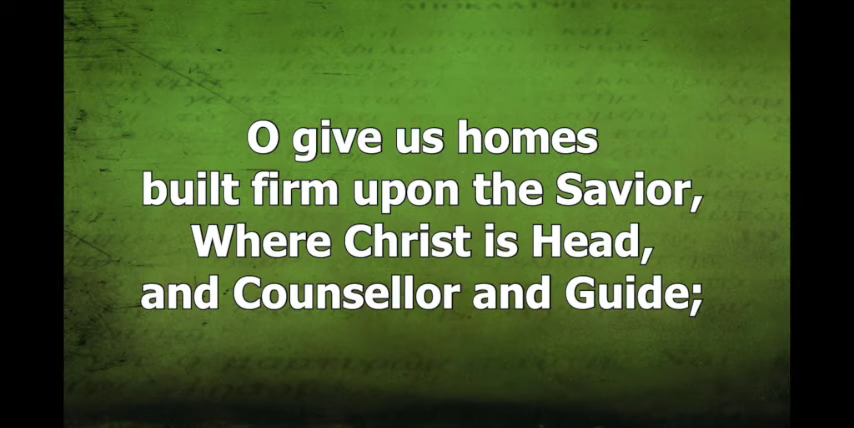 O give us homes
built firm upon the Savior,
Where Christ is Head,
and Counsellor and Guide;